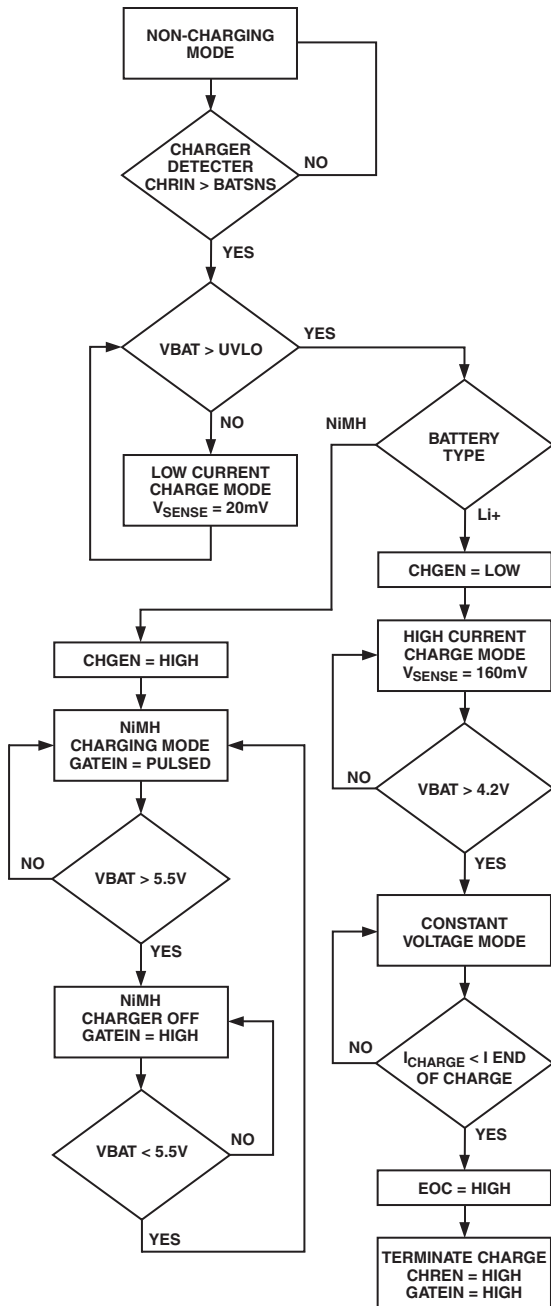 NON-CHARGING
MODE
CHARGER
DETECTER
CHRIN > BATSNS
NO
YES
VBAT > UVLO
YES
NO
LOW CURRENT
CHARGE MODE
VSENSE = 20mV
BATTERY
TYPE
NiMH
Li+
CHGEN = HIGH
NiMH
CHARGING MODE
GATEIN = PULSED
VBAT > 5.5V
NO
YES
NiMH
CHARGER OFF
GATEIN = HIGH
VBAT < 5.5V
NO
YES
CHGEN = LOW
HIGH CURRENT
CHARGE MODE
VSENSE = 160mV
VBAT > 4.2V
NO
YES
CONSTANT
VOLTAGE MODE
ICHARGE < I END
OF CHARGE
NO
YES
EOC = HIGH
TERMINATE CHARGE
CHREN = HIGH
GATEIN = HIGH